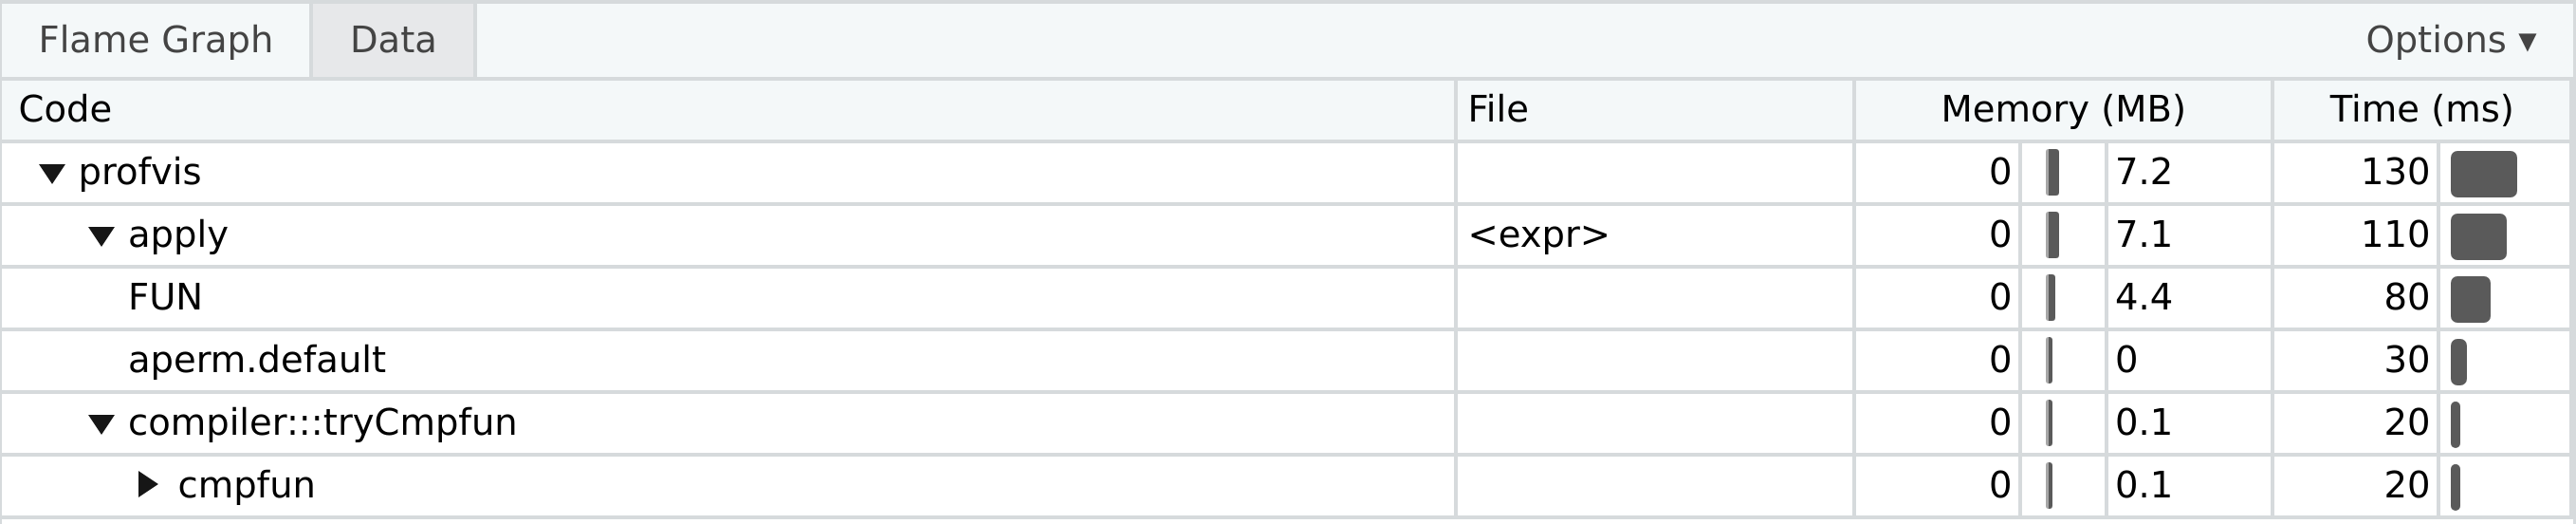 Flame Graph Data Options ▼
Code File Memory (MB) Time (ms)
▼ profvis 0 7.2 130
▼ apply <expr> 0 7.1 110
FUN 0 4.4 80
aperm.default 0 0 30
▼ compiler:::tryCmpfun 0 0.1 20
▶ cmpfun 0 0.1 20